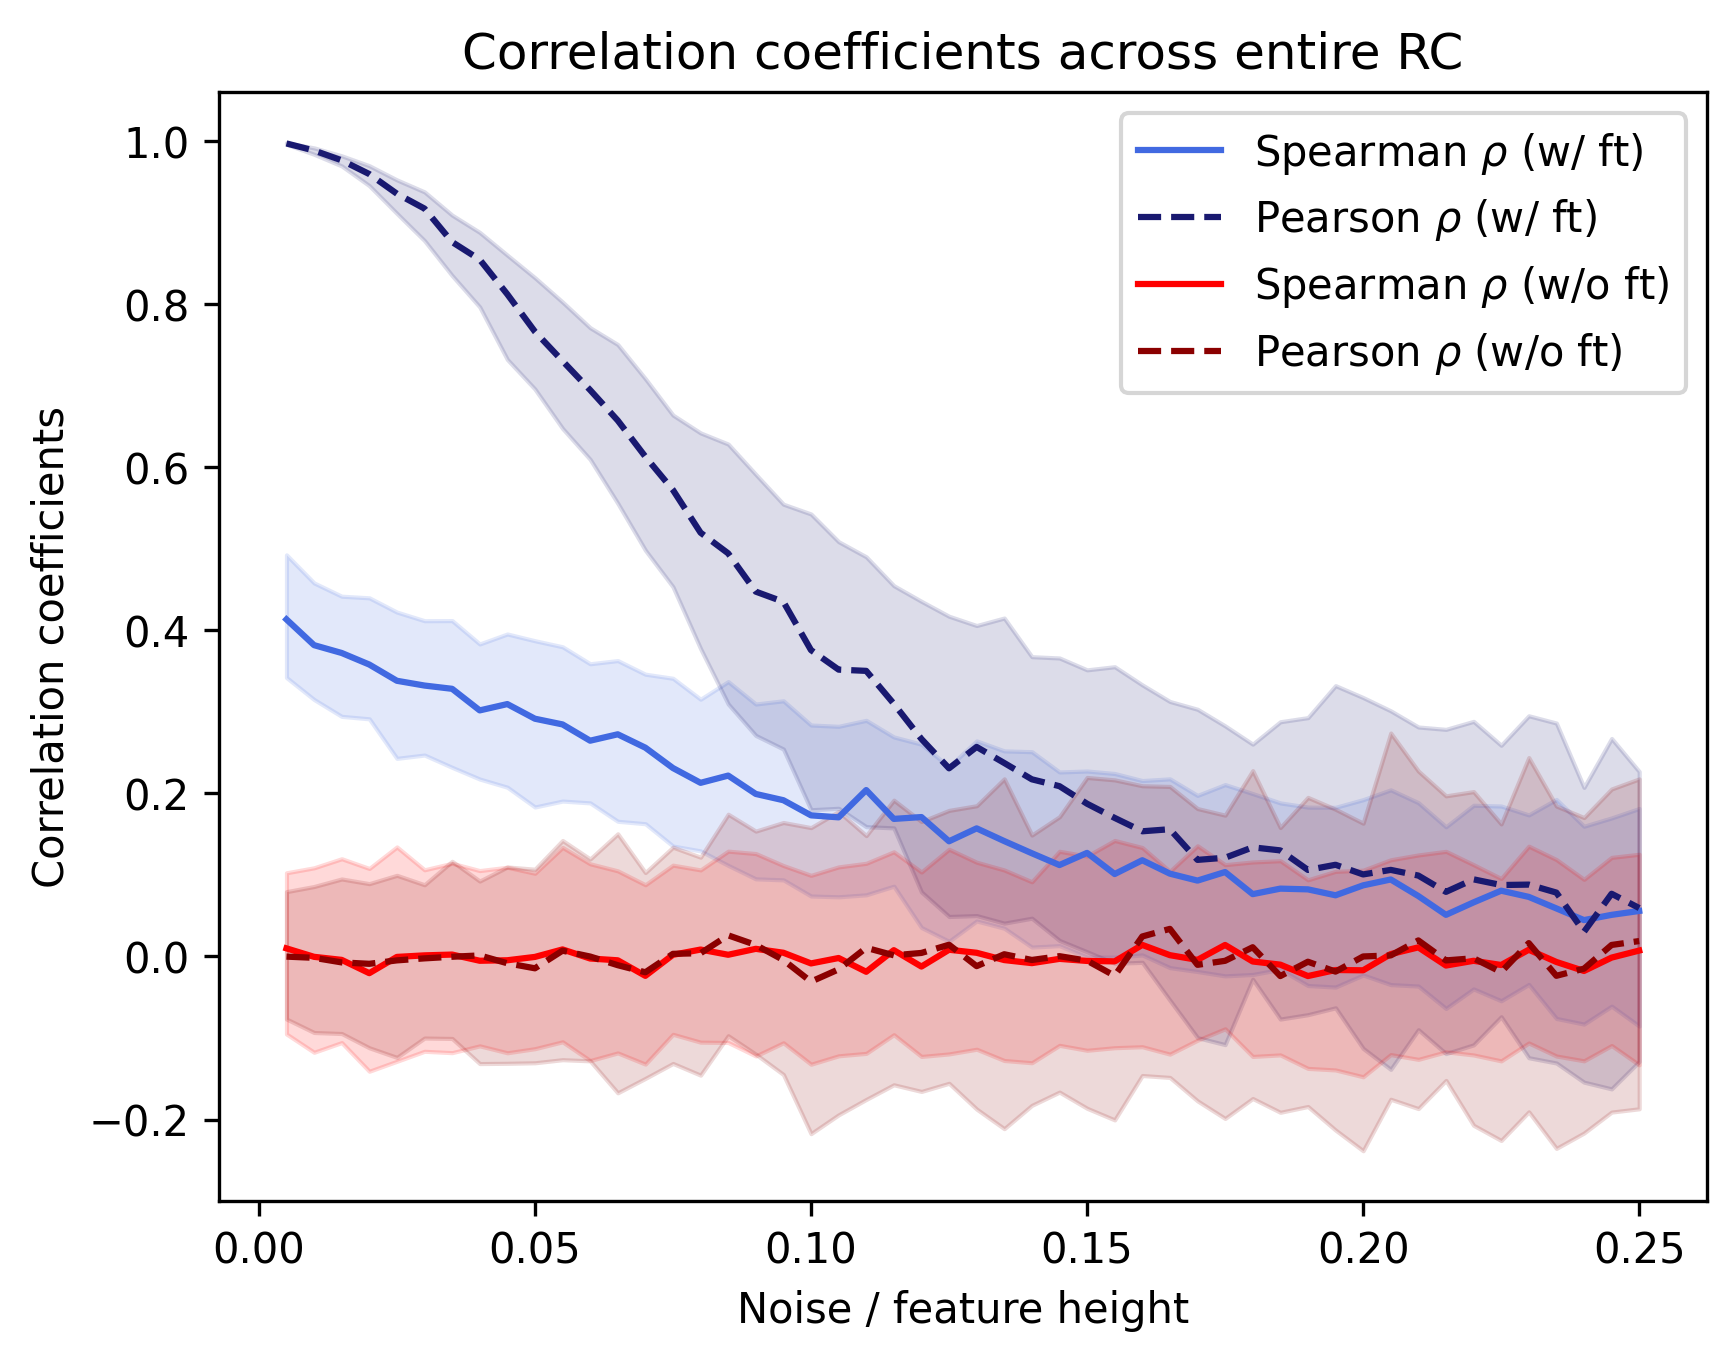 Correlation coefficients across entire RC
Spearman ρ (w/ ft)
Pearson ρ (w/ ft)
Spearman ρ (w/o ft)
Pearson ρ (w/o ft)
Correlation coefficients
1.0
0.8
0.6
0.4
0.2
0.0
−0.2
0.00 0.05 0.10 0.15 0.20 0.25
Noise / feature height